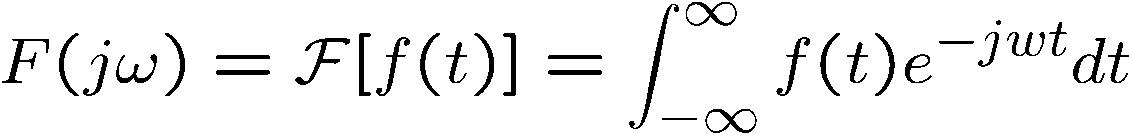 F(jω) = ℱ[f(t)] = ∫_{-∞}^{∞} f(t)e^{-jwt}dt